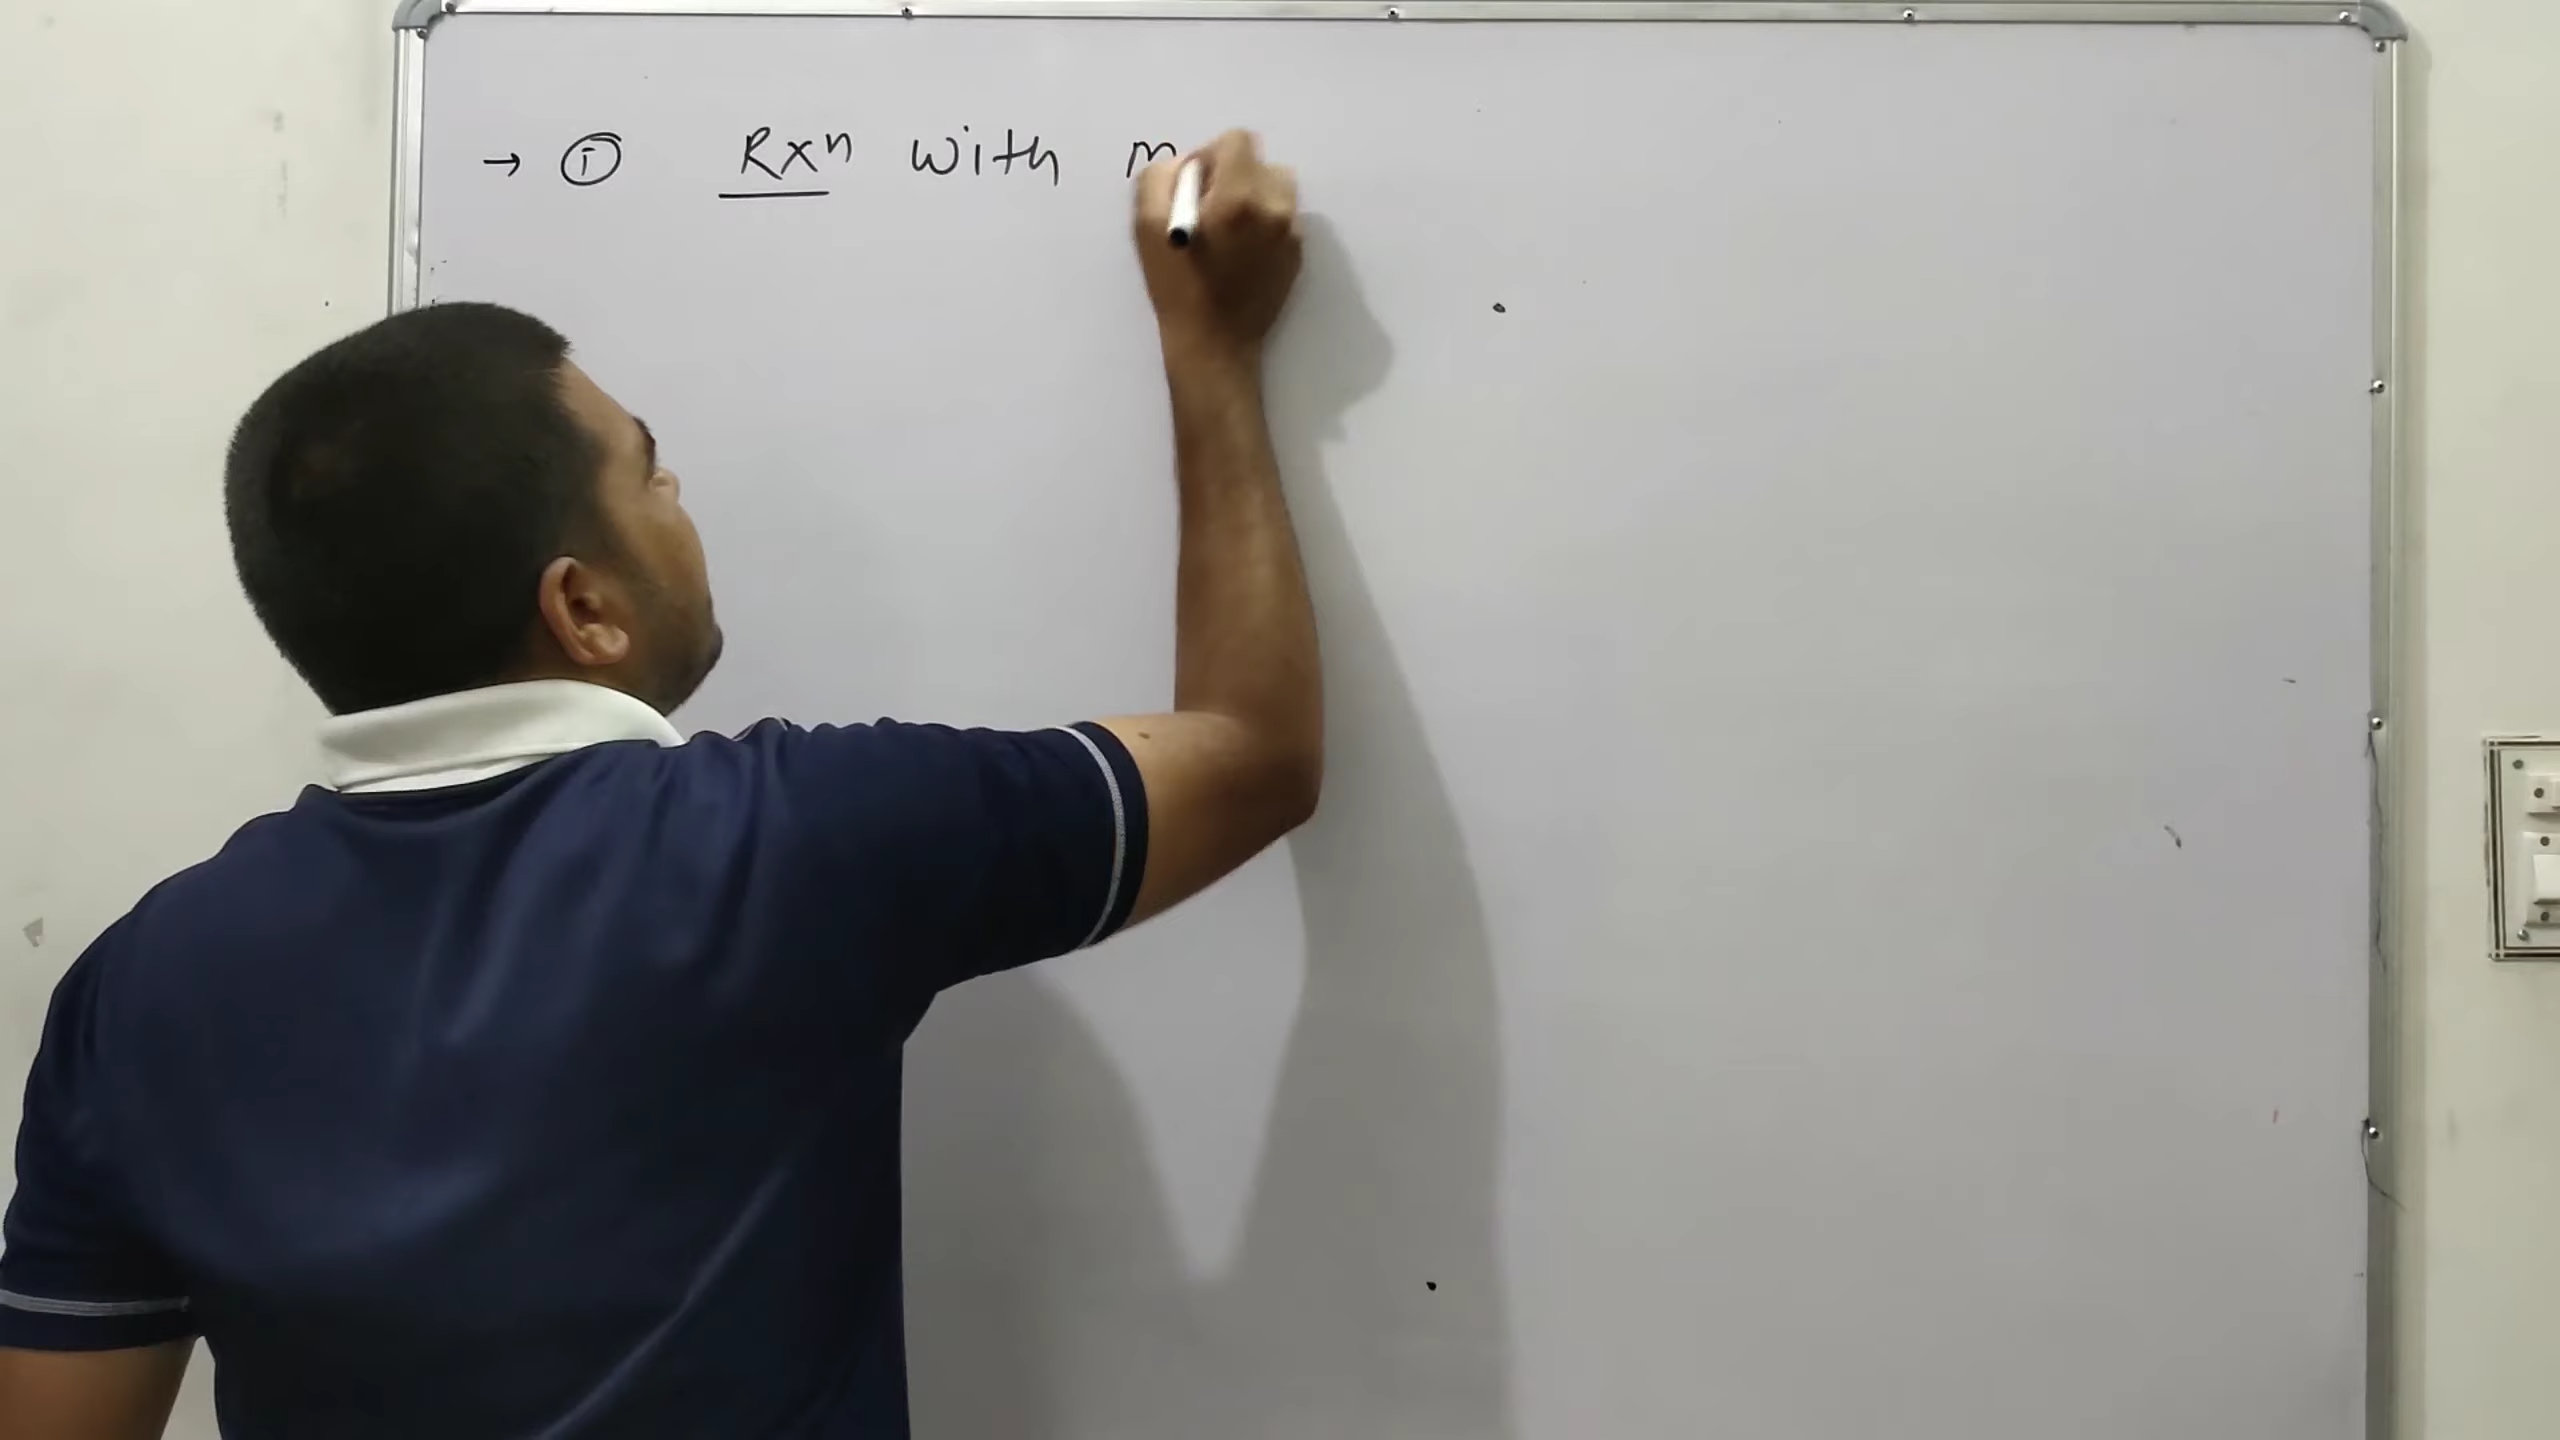 → ① Rxⁿ with m